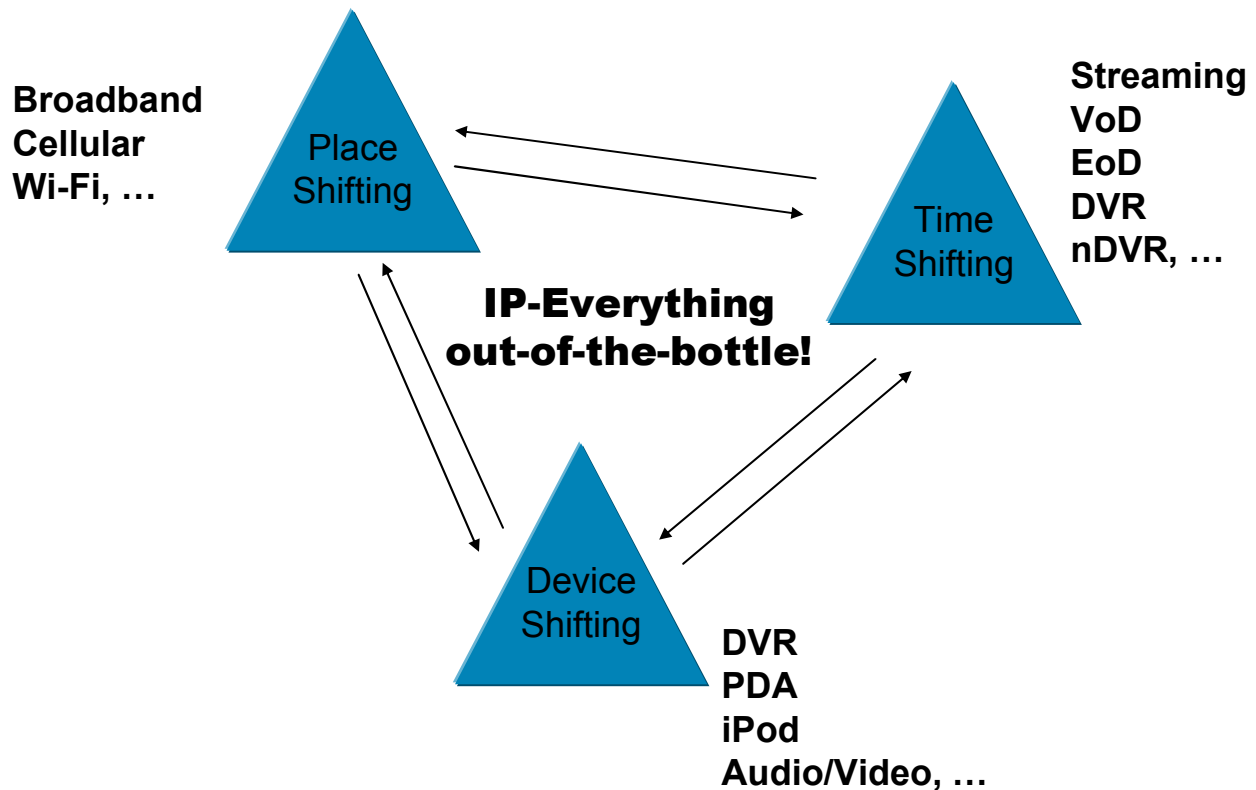 Broadband
Cellular
Wi-Fi, …
Place
Shifting
Streaming
VoD
EoD
DVR
nDVR, …
Time
Shifting
IP-Everything
out-of-the-bottle!
Device
Shifting
DVR
PDA
iPod
Audio/Video, …